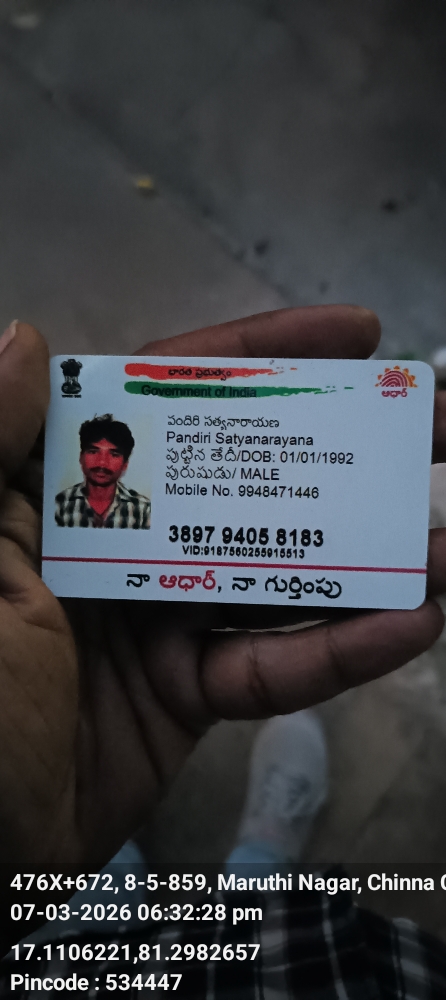 భారత ప్రభుత్వం
Government of India
ఆధార్
పందిరి సత్యనారాయణ
Pandiri Satyanarayana
పుట్టిన తేదీ/DOB: 01/01/1992
పురుషుడు/ MALE
Mobile No. 9948471446
3897 9405 8183
VID:9187560255915513
నా ఆధార్, నా గుర్తింపు
476X+672, 8-5-859, Maruthi Nagar, Chinna
07-03-2026 06:32:28 pm
17.1106221,81.2982657
Pincode : 534447